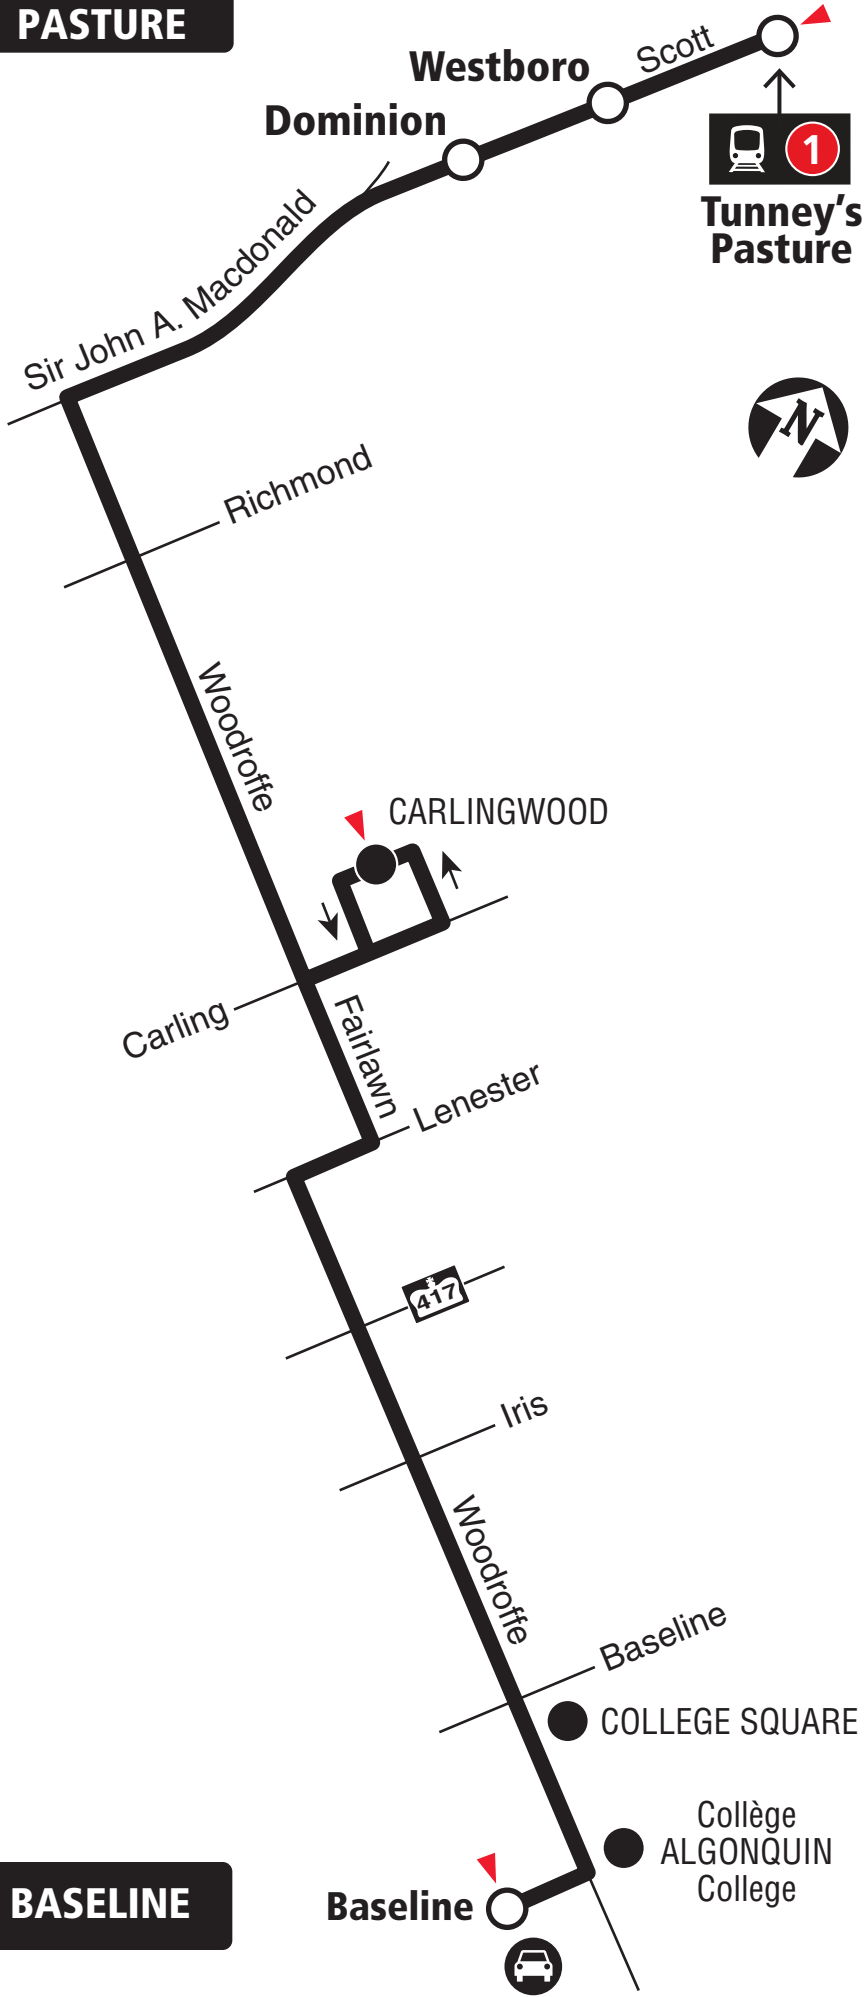 PASTURE
Scott
Westboro
Dominion
1
Tunney's
Pasture
Sir John A. Macdonald
N
Richmond
Woodroffe
CARLINGWOOD
Carling
Fairlawn
Lenester
417
Iris
Woodroffe
Baseline
COLLEGE SQUARE
Collège
ALGONQUIN
College
BASELINE
Baseline